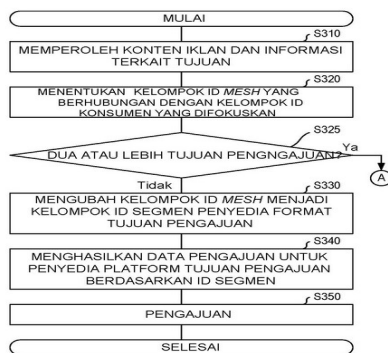 MULAI
S310
MEMPEROLEH KONTEN IKLAN DAN INFORMASI
TERKAIT TUJUAN
S320
MENENTUKAN KELOMPOK ID MESH YANG
BERHUBUNGAN DENGAN KELOMPOK ID
KONSUMEN YANG DIFOKUSKAN
S325
DUA ATAU LEBIH TUJUAN PENGNGAJUAN?
Ya
A
Tidak
S330
MENGUBAH KELOMPOK ID MESH MENJADI
KELOMPOK ID SEGMEN PENYEDIA FORMAT
TUJUAN PENGAJUAN
S340
MENGHASILKAN DATA PENGAJUAN UNTUK
PENYEDIA PLATFORM TUJUAN PENGAJUAN
BERDASARKAN ID SEGMEN
S350
PENGAJUAN
SELESAI